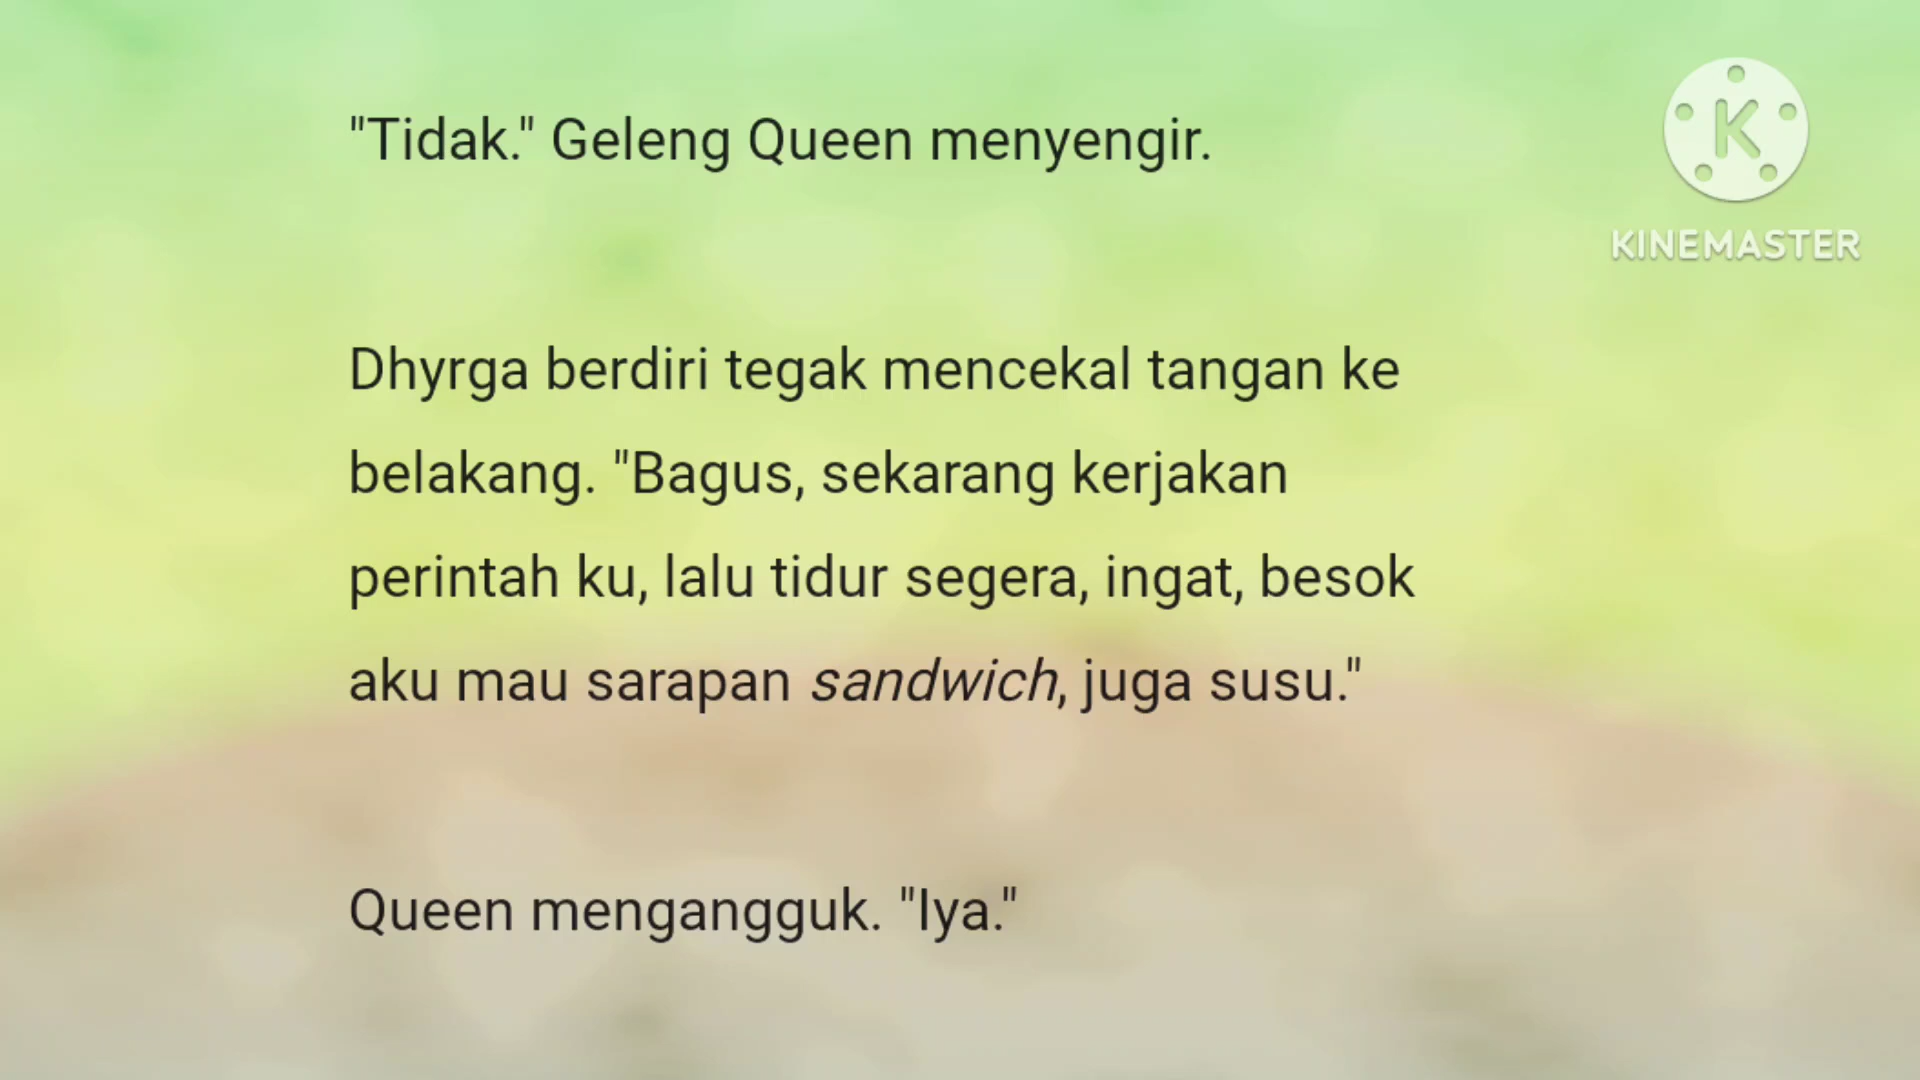 "Tidak." Geleng Queen menyengir.
KINEMASTER
Dhyrga berdiri tegak mencekal tangan ke
belakang. "Bagus, sekarang kerjakan
perintah ku, lalu tidur segera, ingat, besok
aku mau sarapan sandwich, juga susu."
Queen mengangguk. "Iya."